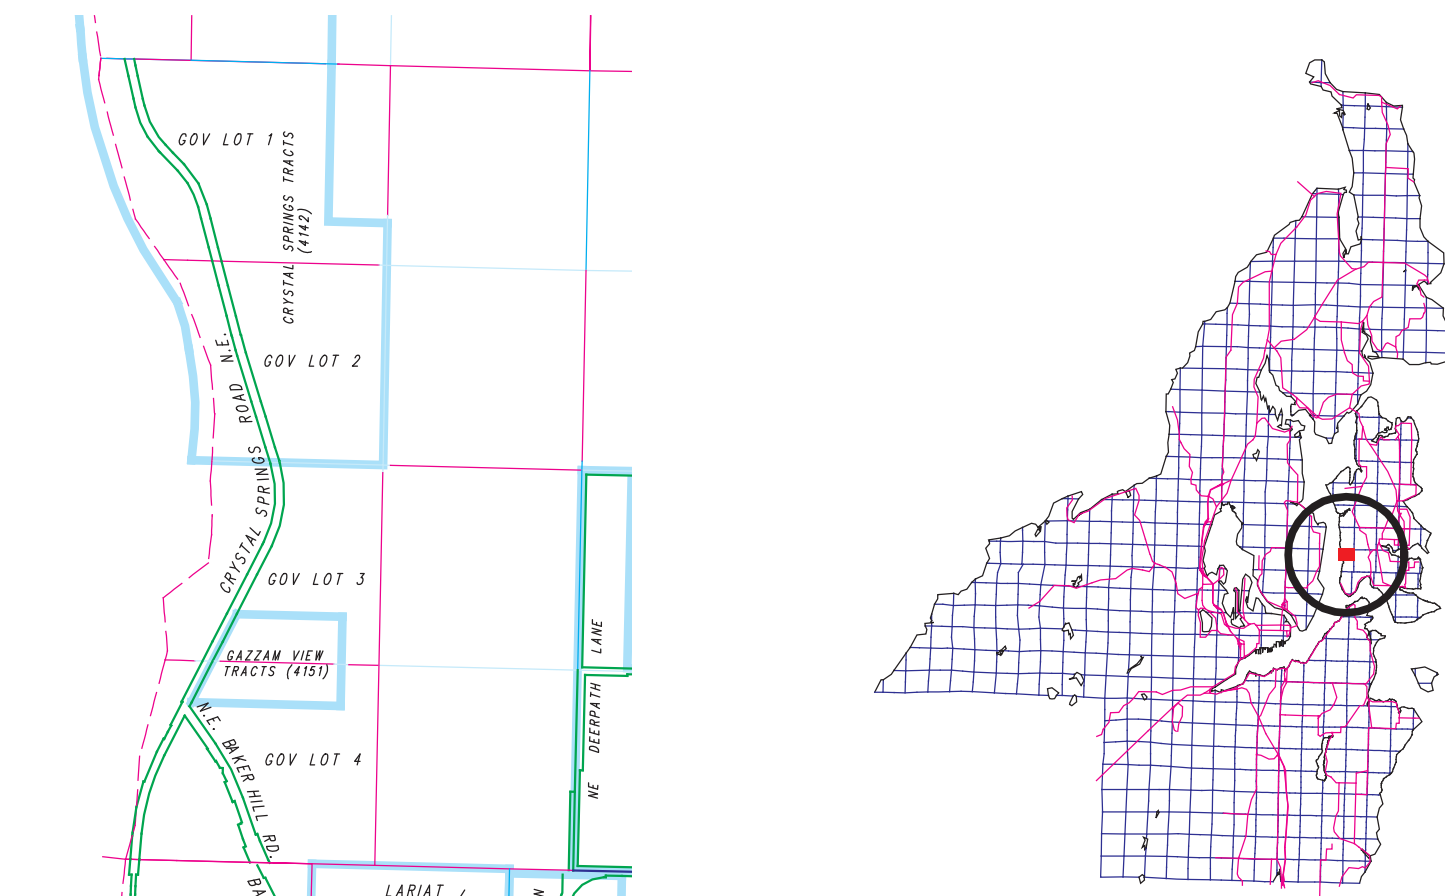 GOV LOT 1
CRYSTAL SPRINGS TRACTS
(4142)
GOV LOT 2
CRYSTAL SPRINGS ROAD N.E.
GOV LOT 3
GAZZAM VIEW
TRACTS (4151)
N.E. BAKER HILL RD.
GOV LOT 4
NE DEERPATH LANE
LARIAT
BA
N